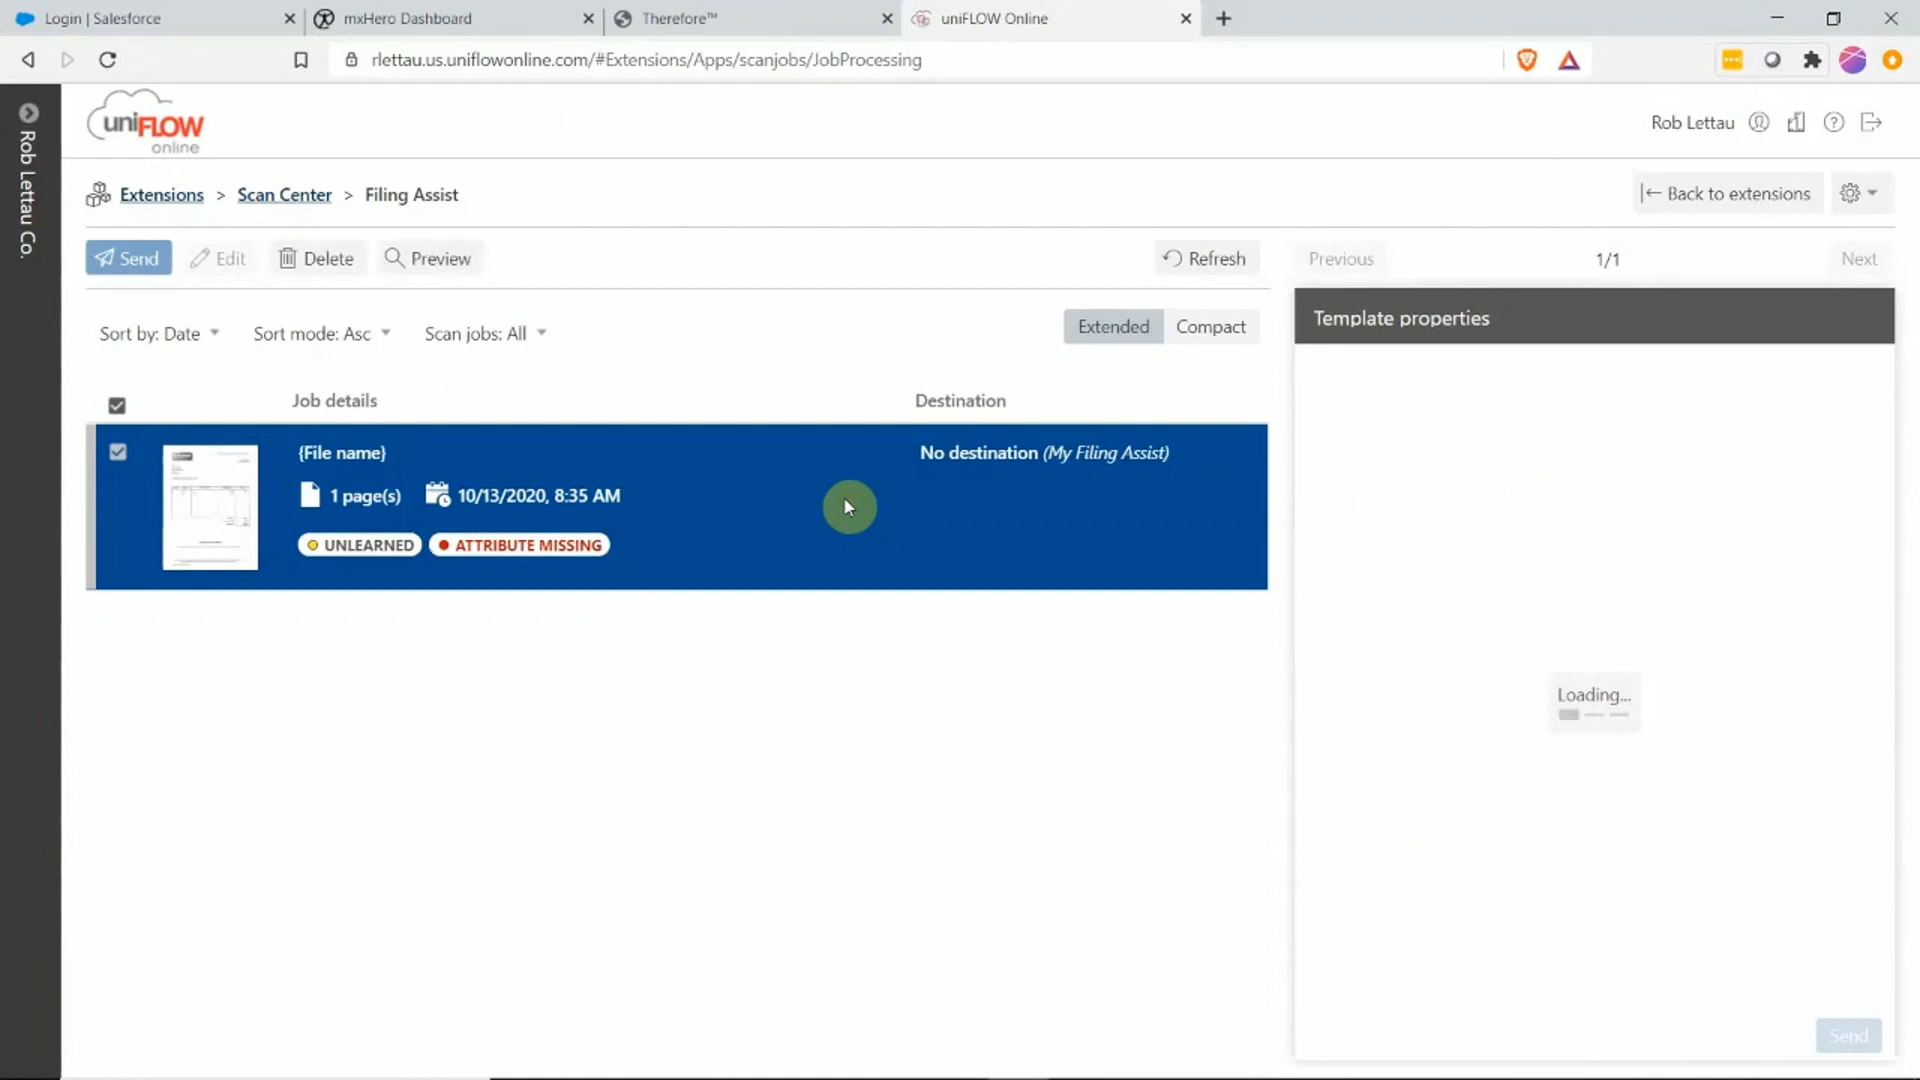 Login | Salesforce
mxHero Dashboard
Therefore™
uniFLOW Online
rlettau.us.uniflowonline.com/#Extensions/Apps/scanjobs/JobProcessing
Rob Lettau Co.
uniFLOW
online
Rob Lettau
Extensions > Scan Center > Filing Assist
Back to extensions
Send Edit Delete Preview
Refresh
Previous 1/1 Next
Sort by: Date Sort mode: Asc Scan jobs: All
Extended Compact
Template properties
Job details Destination
{File name}
No destination (My Filing Assist)
1 page(s) 10/13/2020, 8:35 AM
UNLEARNED ATTRIBUTE MISSING
Loading...
Send